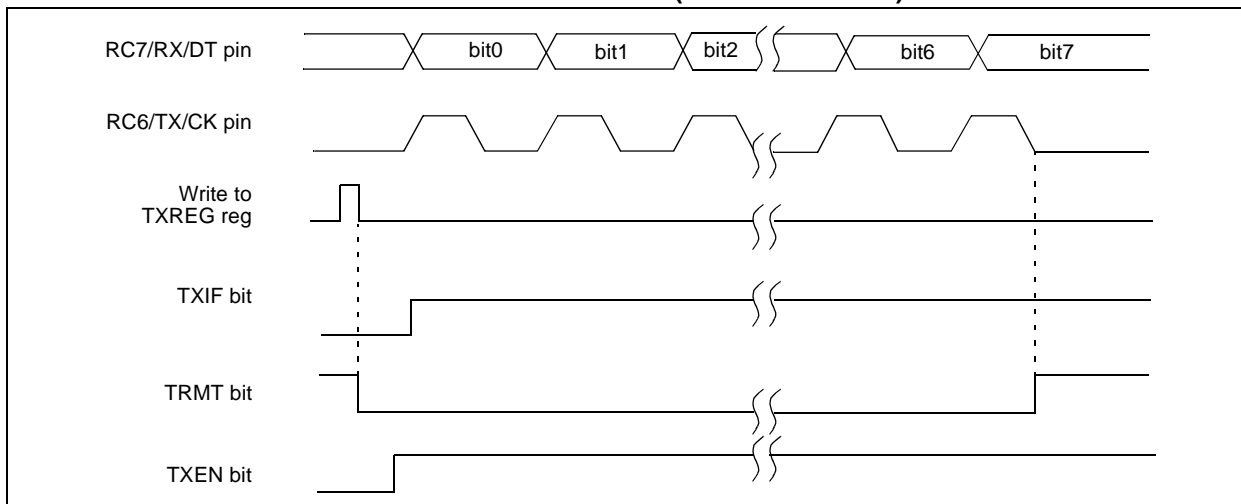 RC7/RX/DT pin
bit0 bit1 bit2 bit6 bit7
RC6/TX/CK pin
Write to
TXREG reg
TXIF bit
TRMT bit
TXEN bit